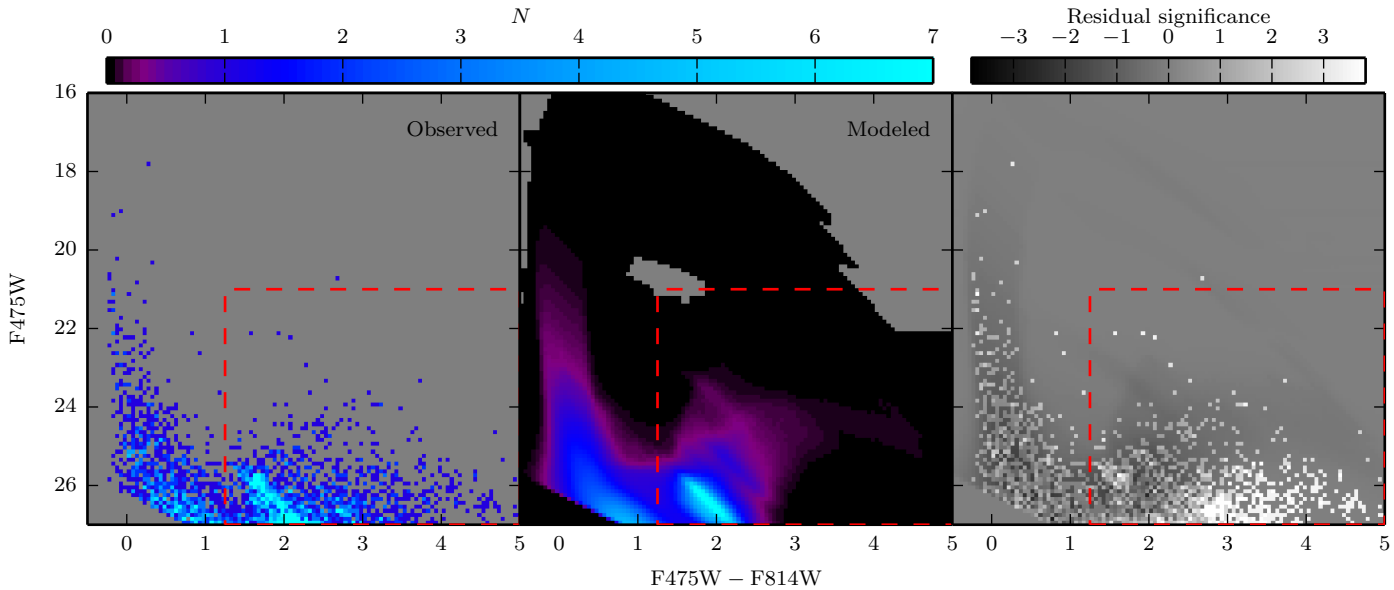 N
Residual significance
0 1 2 3 4 5 6 7
−3 −2 −1 0 1 2 3
Observed
Modeled
16
18
20
22
24
26
F475W
0 1 2 3 4 5
0 1 2 3 4 5
0 1 2 3 4 5
F475W − F814W